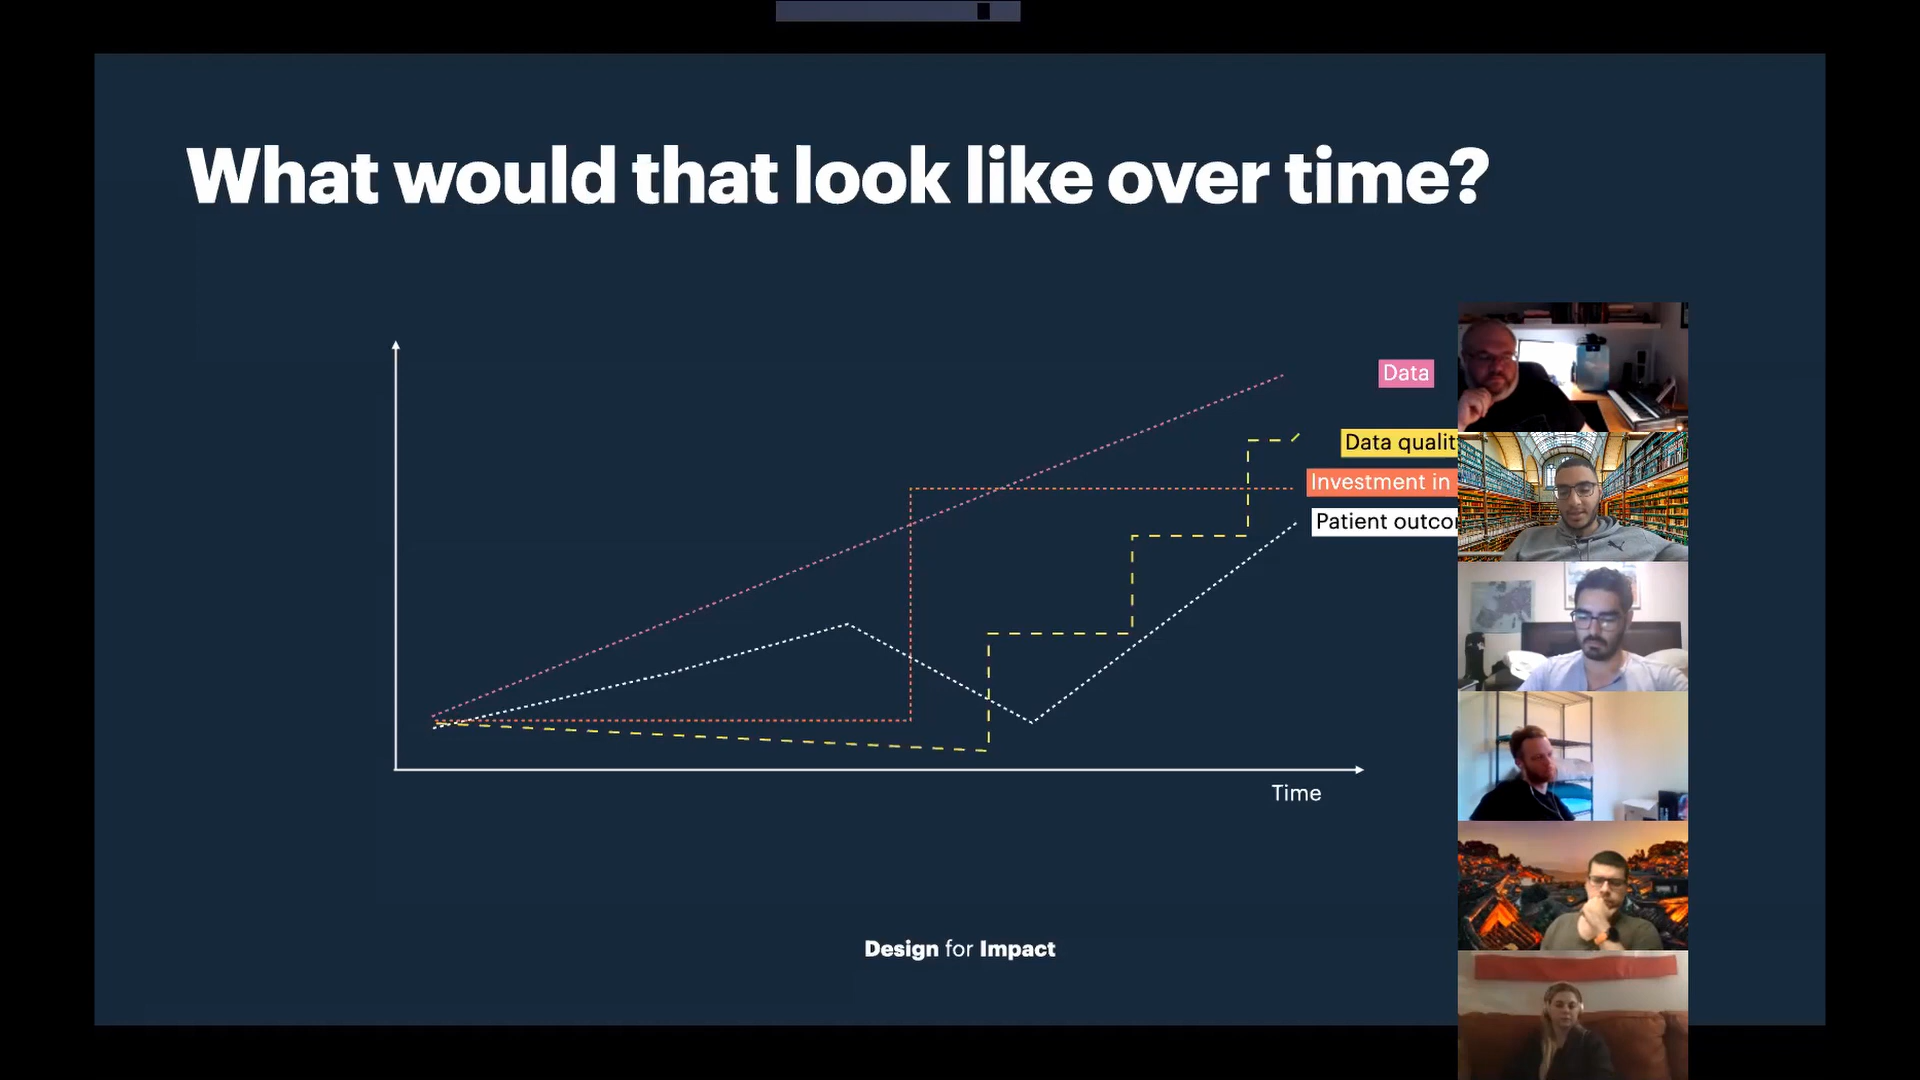 What would that look like over time?
Data
Data qualit
Investment in
Patient outco
Time
Design for Impact